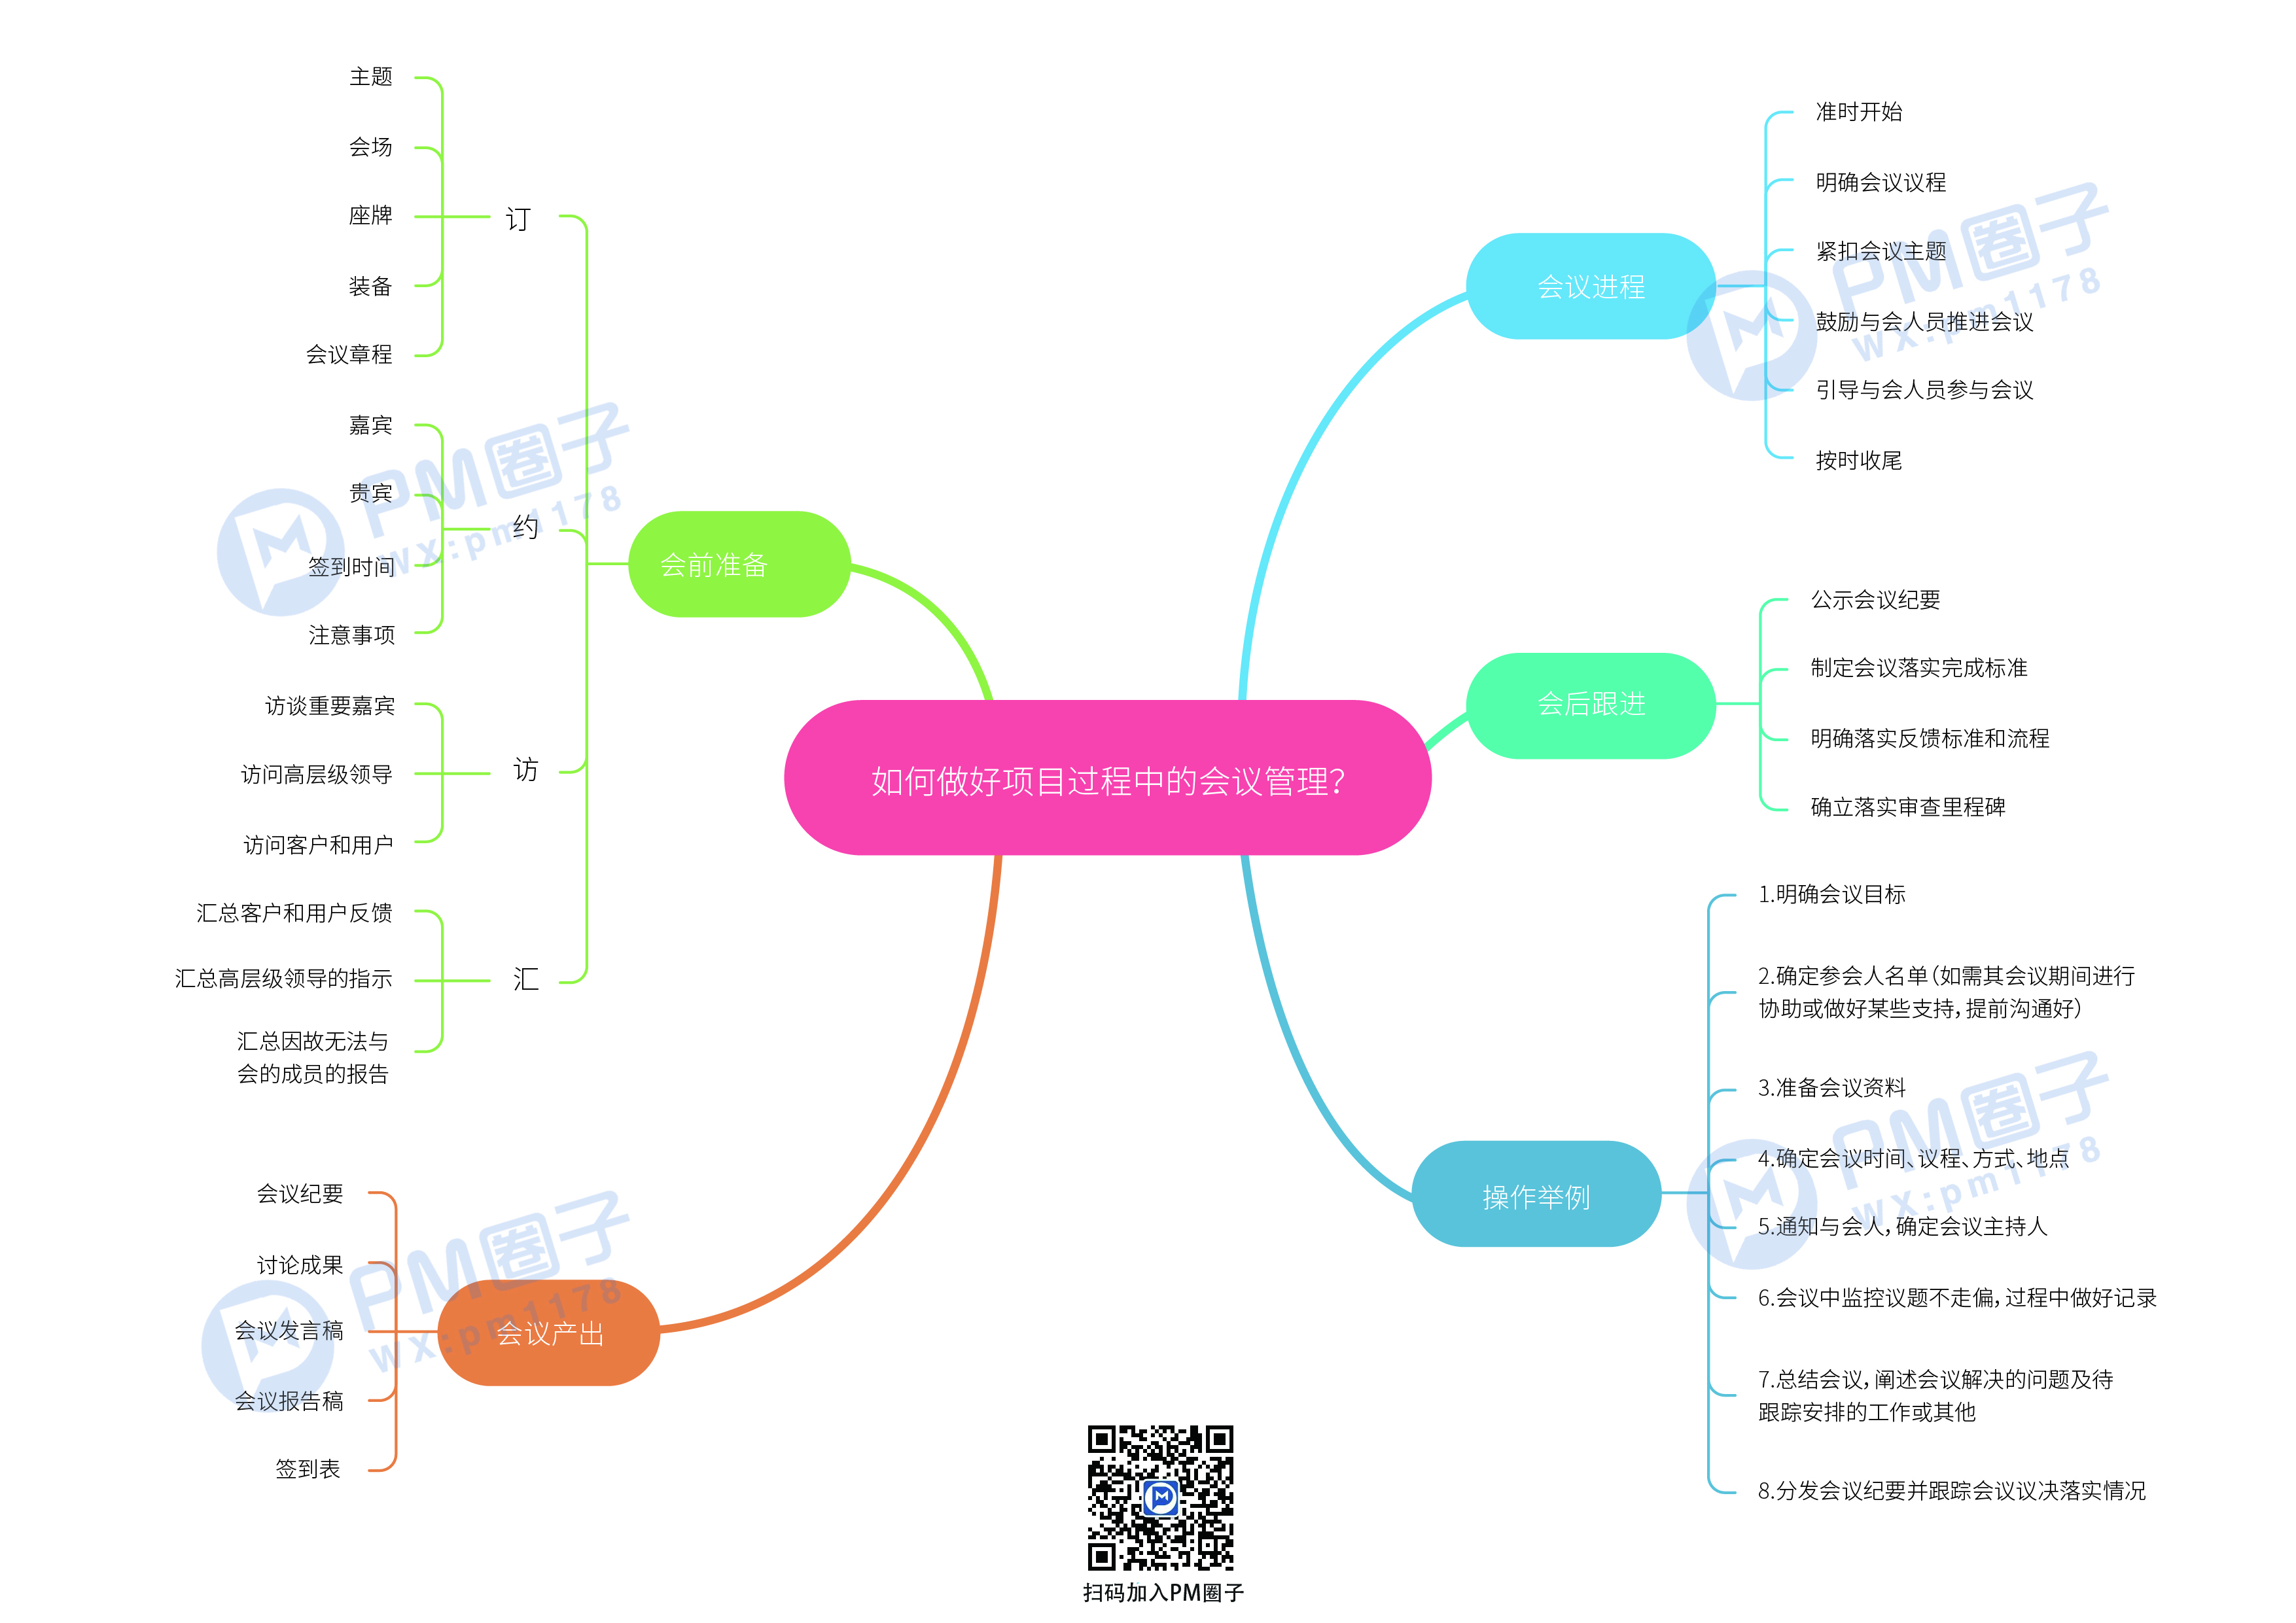 如何做好项目过程中的会议管理？
会前准备
订
主题
会场
座牌
装备
会议章程
约
嘉宾
贵宾
签到时间
注意事项
访
访谈重要嘉宾
访问高层级领导
访问客户和用户
汇
汇总客户和用户反馈
汇总高层级领导的指示
汇总因故无法与
会的成员的报告
会议产出
会议纪要
讨论成果
会议发言稿
会议报告稿
签到表
会议进程
准时开始
明确会议议程
紧扣会议主题
鼓励与会人员推进会议
引导与会人员参与会议
按时收尾
会后跟进
公示会议纪要
制定会议落实完成标准
明确落实反馈标准和流程
确立落实审查里程碑
操作举例
1.明确会议目标
2.确定参会人名单（如需其会议期间进行
协助或做好某些支持，提前沟通好）
3.准备会议资料
4.确定会议时间、议程、方式、地点
5.通知与会人，确定会议主持人
6.会议中监控议题不走偏，过程中做好记录
7.总结会议，阐述会议解决的问题及待
跟踪安排的工作或其他
8.分发会议纪要并跟踪会议议决落实情况
扫码加入PM圈子
PM圈子
wx:pm1178
PM圈子
wx:pm1178
PM圈子
wx:pm1178
PM圈子
wx:pm1178